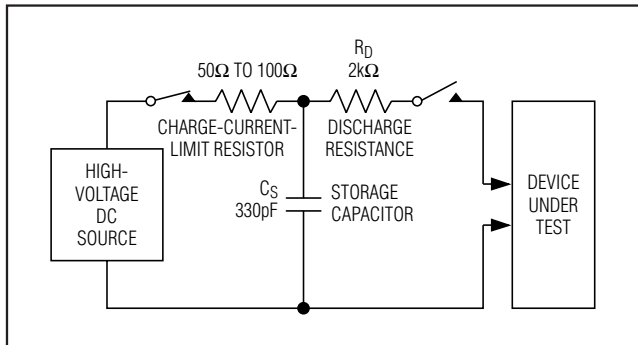 R_D
50Ω TO 100Ω
2kΩ
CHARGE-CURRENT-
LIMIT RESISTOR
DISCHARGE
RESISTANCE
HIGH-
VOLTAGE
DC
SOURCE
C_S
330pF
STORAGE
CAPACITOR
DEVICE
UNDER
TEST